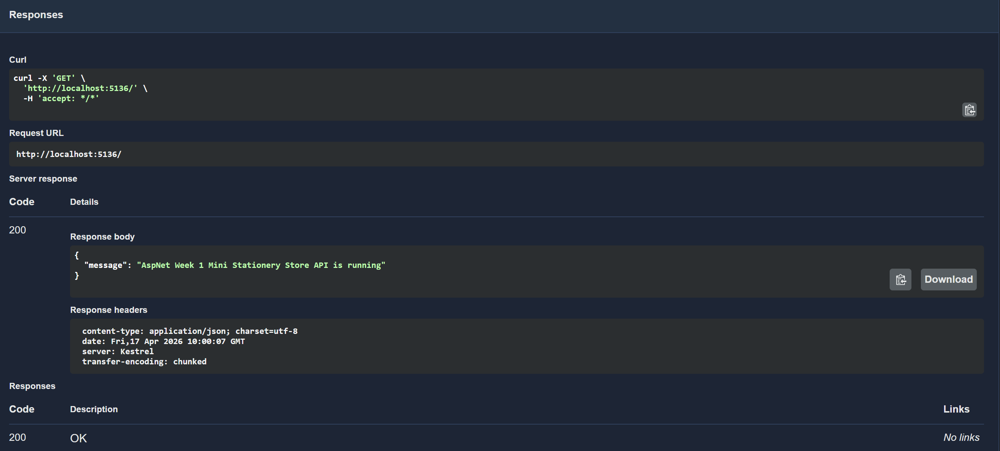 Responses
Curl
curl -X 'GET' \
  'http://localhost:5136/' \
  -H 'accept: */*'
Request URL
http://localhost:5136/
Server response
Code Details
200
Response body
{
  "message": "AspNet Week 1 Mini Stationery Store API is running"
}
Download
Response headers
content-type: application/json; charset=utf-8
date: Fri,17 Apr 2026 10:00:07 GMT
server: Kestrel
transfer-encoding: chunked
Responses
Code Description Links
200 OK No links